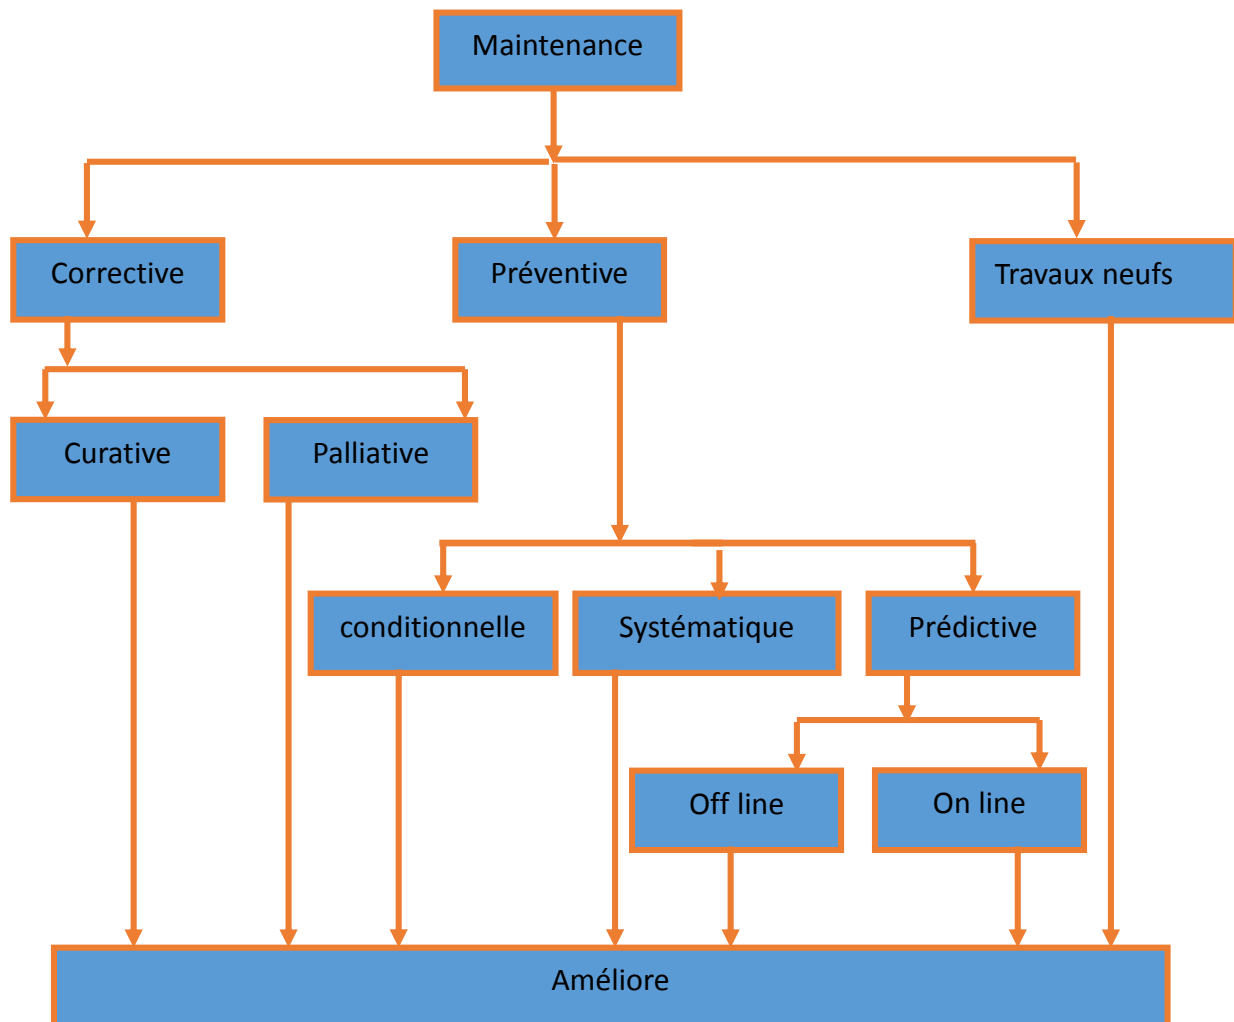 Maintenance
Corrective
Préventive
Travaux neufs
Curative
Palliative
conditionnelle
Systématique
Prédictive
Off line
On line
Améliore